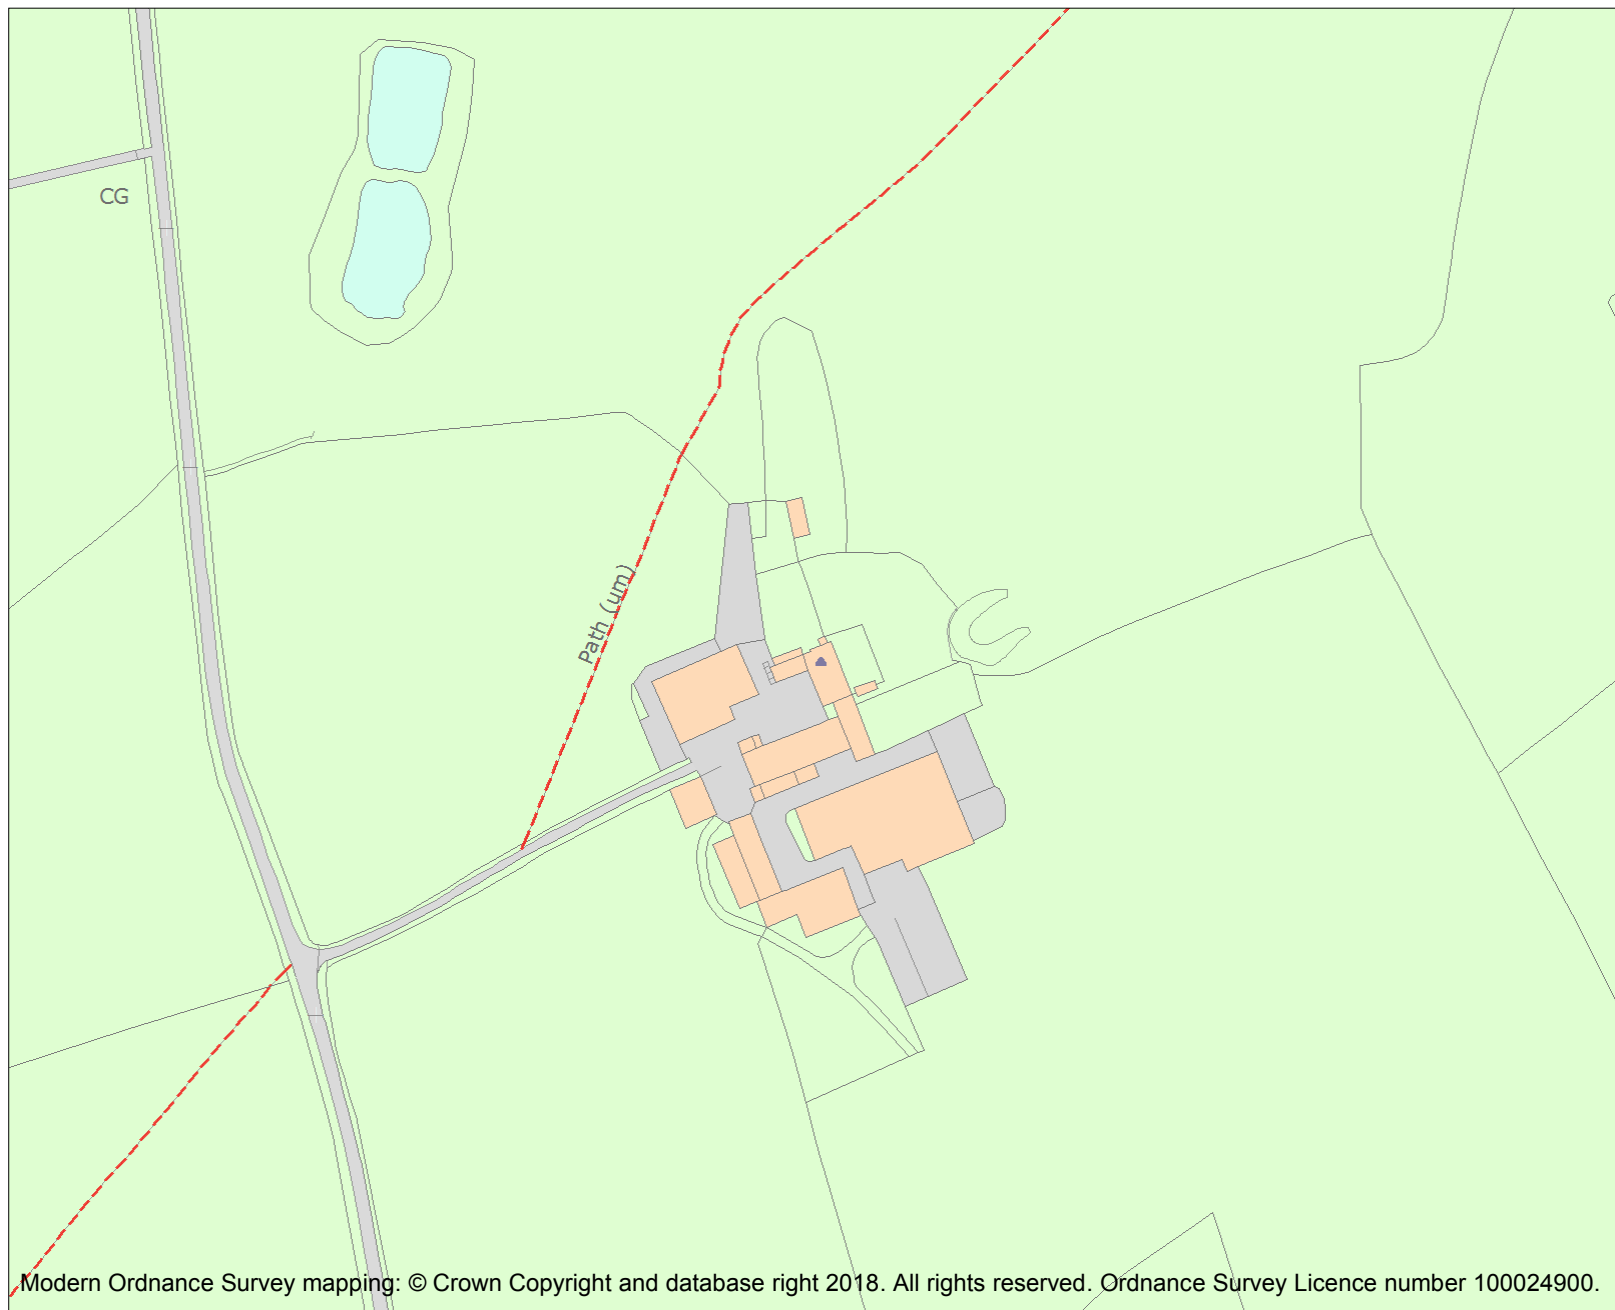 CG
Path (um)
Modern Ordnance Survey mapping: © Crown Copyright and database right 2018. All rights reserved. Ordnance Survey Licence number 100024900.